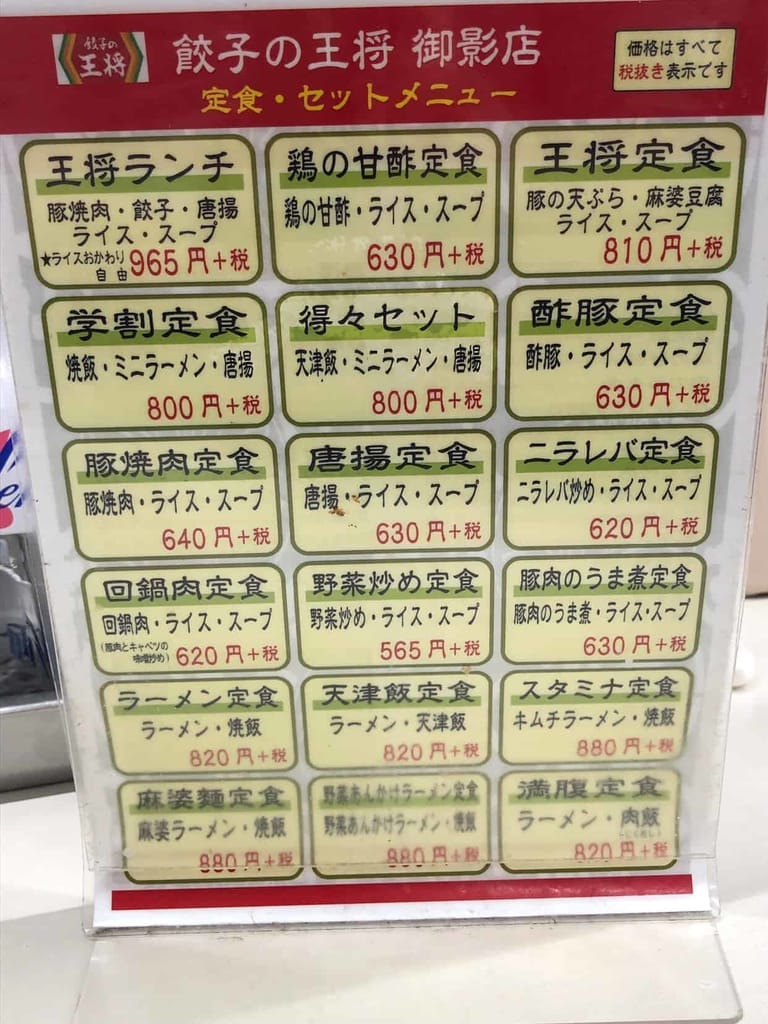 餃子の
王将
餃子の王将 御影店
定食・セットメニュー
価格はすべて
税抜き表示です
王将ランチ
豚焼肉・餃子・唐揚
ライス・スープ
★ライスおかわり
自由
965円+税
鶏の甘酢定食
鶏の甘酢・ライス・スープ
630円+税
王将定食
豚の天ぷら・麻婆豆腐
ライス・スープ
810円+税
学割定食
焼飯・ミニラーメン・唐揚
800円+税
得々セット
天津飯・ミニラーメン・唐揚
800円+税
酢豚定食
酢豚・ライス・スープ
630円+税
豚焼肉定食
豚焼肉・ライス・スープ
640円+税
唐揚定食
唐揚・ライス・スープ
630円+税
ニラレバ定食
ニラレバ炒め・ライス・スープ
620円+税
回鍋肉定食
回鍋肉・ライス・スープ
(豚肉とキャベツの
味噌炒め)
620円+税
野菜炒め定食
野菜炒め・ライス・スープ
565円+税
豚肉のうま煮定食
豚肉のうま煮・ライス・スープ
630円+税
ラーメン定食
ラーメン・焼飯
820円+税
天津飯定食
ラーメン・天津飯
820円+税
スタミナ定食
キムチラーメン・焼飯
880円+税
麻婆麺定食
麻婆ラーメン・焼飯
880円+税
野菜あんかけラーメン定食
野菜あんかけラーメン・焼飯
880円+税
満腹定食
ラーメン・肉飯
820円+税